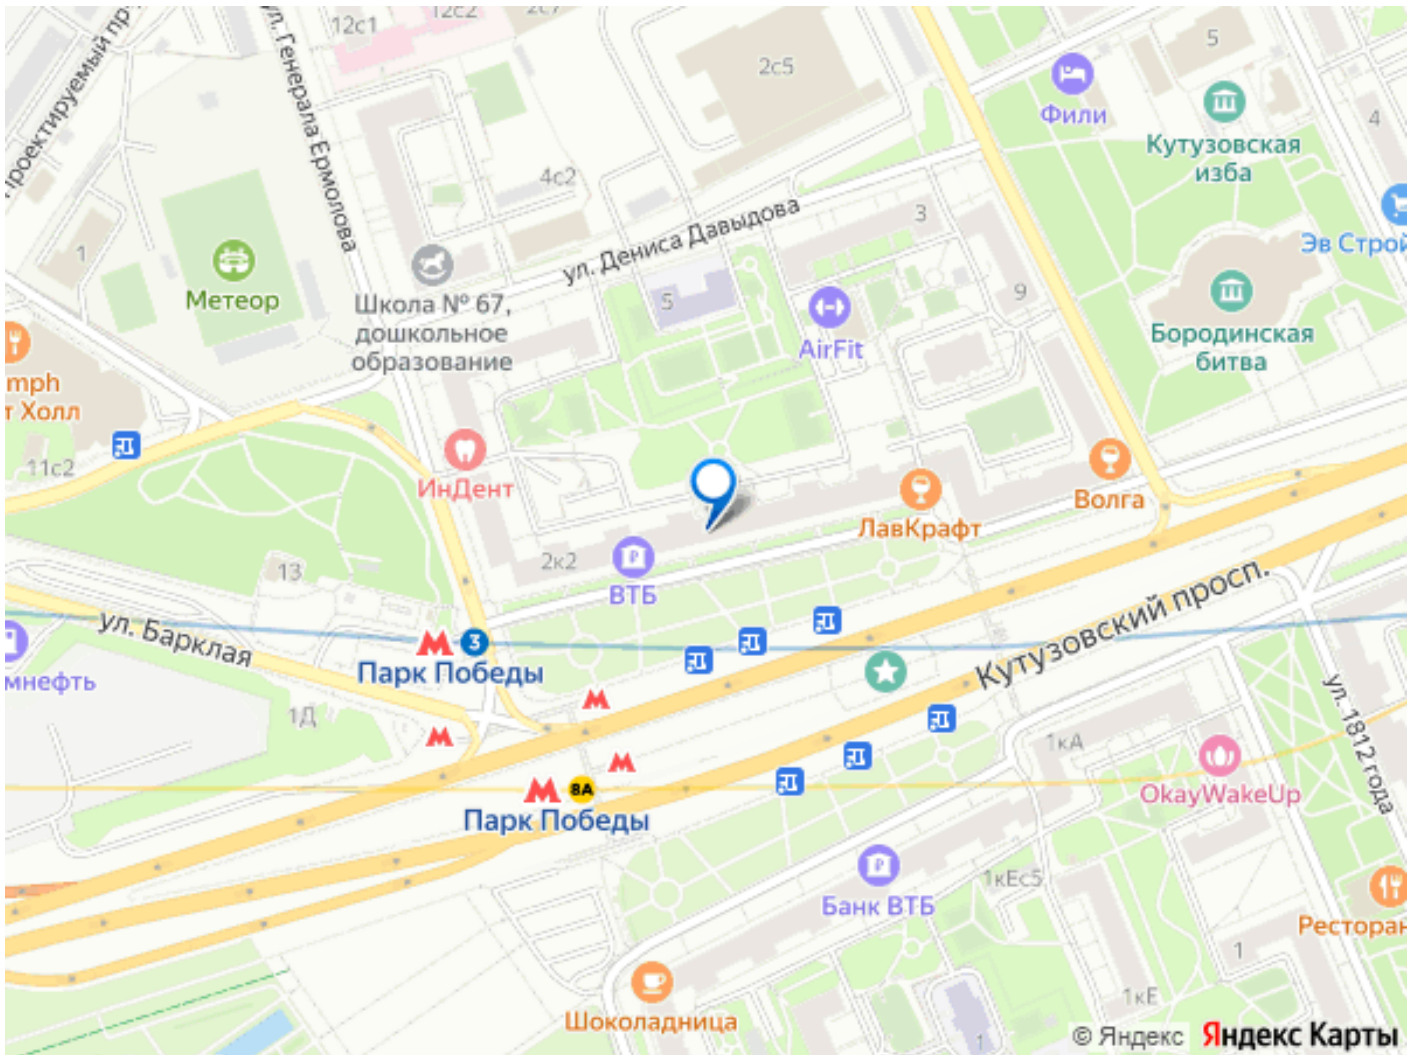 12с1
12с2
2с7
2с5
5
4
ул. Генерала Ермолова
Фили
Кутузовская
изба
4с2
3
ул. Дениса Давыдова
1
Метеор
Школа № 67,
дошкольное
образование
5
9
AirFit
Эв Строй
Бородинская
битва
mph
т Холл
11с2
ИнДент
ЛавКрафт
Волга
2к2
ВТБ
13
ул. Барклая
3
Парк Победы
мнефть
1Д
Кутузовский просп.
ул. 1812 года
1кА
OkayWakeUp
8А
Парк Победы
Банк ВТБ
1кЕс5
Ресторан
1
1кЕ
Шоколадница
1
© Яндекс Яндекс Карты